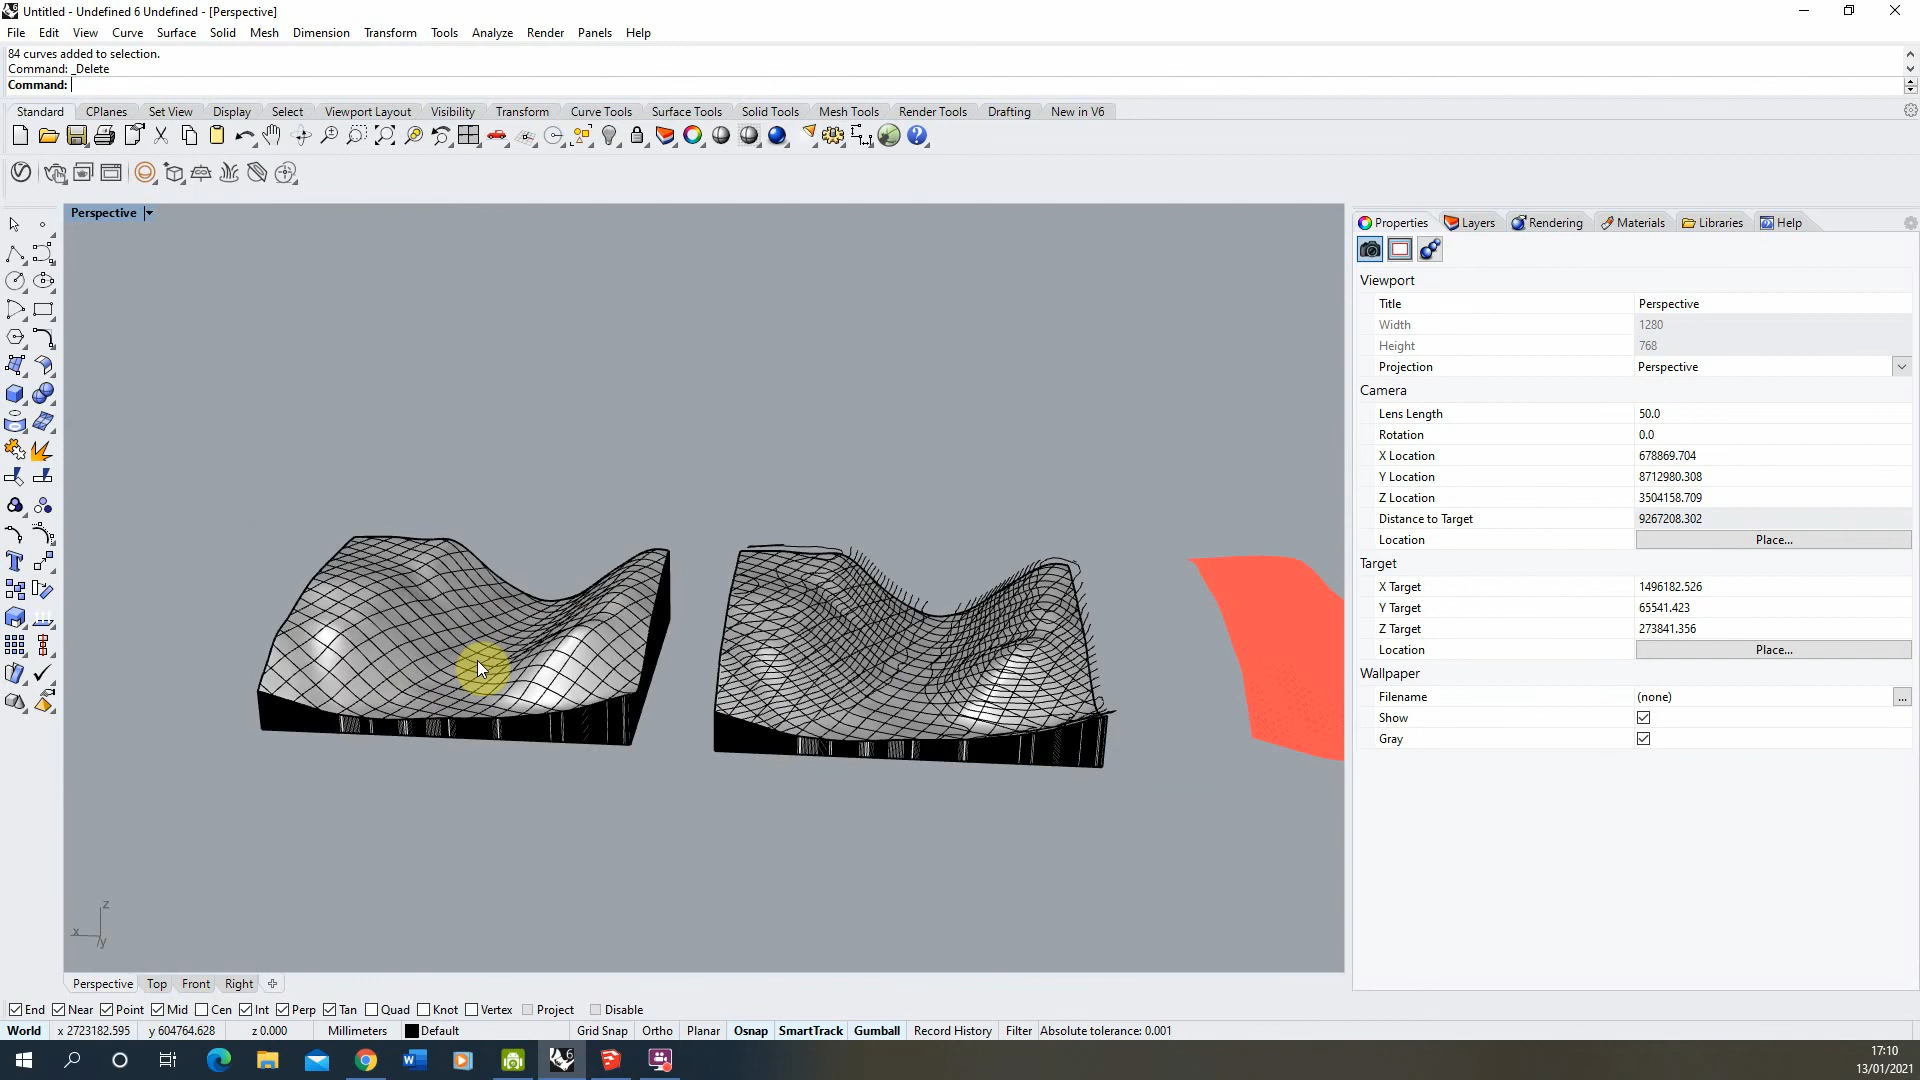 Untitled - Undefined 6 Undefined - [Perspective]
File Edit View Curve Surface Solid Mesh Dimension Transform Tools Analyze Render Panels Help
84 curves added to selection.
Command: _Delete
Command:
Standard CPlanes Set View Display Select Viewport Layout Visibility Transform Curve Tools Surface Tools Solid Tools Mesh Tools Render Tools Drafting New in V6
Perspective
Properties Layers Rendering Materials Libraries Help
Viewport
Title Perspective
Width 1280
Height 768
Projection Perspective
Camera
Lens Length 50.0
Rotation 0.0
X Location 678869.704
Y Location 8712980.308
Z Location 3504158.709
Distance to Target 9267208.302
Location Place...
Target
X Target 1496182.526
Y Target 65541.423
Z Target 273841.356
Location Place...
Wallpaper
Filename (none) ...
Show
Gray
z
x
y
Perspective Top Front Right
End Near Point Mid Cen Int Perp Tan Quad Knot Vertex Project Disable
World x 2723182.595 y 604764.628 z 0.000 Millimeters Default Grid Snap Ortho Planar Osnap SmartTrack Gumball Record History Filter Absolute tolerance: 0.001
17:10
13/01/2021